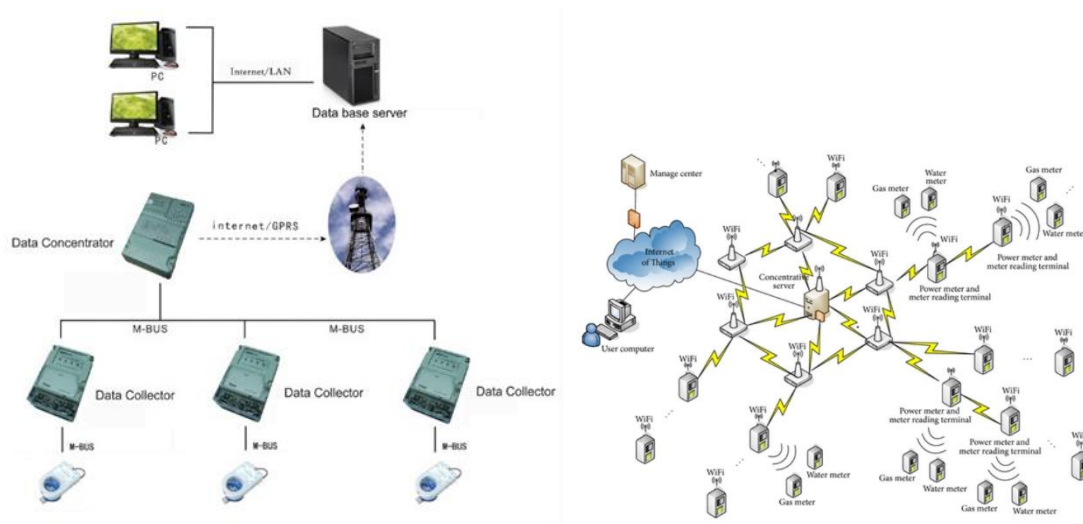 PC
Internet/LAN
PC
Data base server
Data Concentrator
internet/GPRS
M-BUS
M-BUS
Data Collector
Data Collector
Data Collector
M-BUS
M-BUS
M-BUS
Manage center
Internet
of Things
User computer
Concentrative
server
WiFi
WiFi
WiFi
WiFi
WiFi
WiFi
WiFi
WiFi
WiFi
Gas meter
Water
meter
Gas meter
Water meter
Power meter and
meter reading terminal
Power meter and
meter reading terminal
WiFi
WiFi
WiFi
WiFi
WiFi
WiFi
WiFi
WiFi
Power meter and
meter reading terminal
Power meter and
meter reading terminal
Water meter
Gas meter
Gas meter
Water meter
Gas meter
Water meter